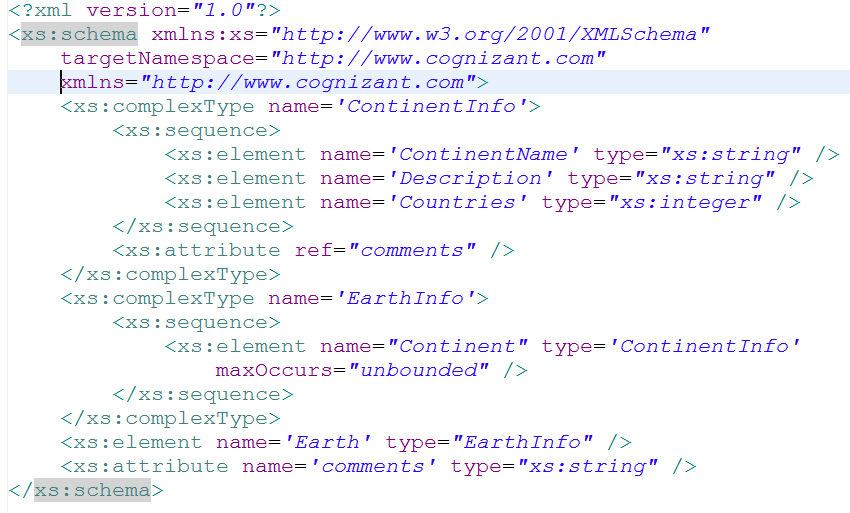 <?xml version="1.0"?>
<xs:schema xmlns:xs="http://www.w3.org/2001/XMLSchema"
    targetNamespace="http://www.cognizant.com"
    xmlns="http://www.cognizant.com">
    <xs:complexType name='ContinentInfo'>
        <xs:sequence>
            <xs:element name='ContinentName' type="xs:string" />
            <xs:element name='Description' type="xs:string" />
            <xs:element name='Countries' type="xs:integer" />
        </xs:sequence>
        <xs:attribute ref="comments" />
    </xs:complexType>
    <xs:complexType name='EarthInfo'>
        <xs:sequence>
            <xs:element name="Continent" type='ContinentInfo'
                maxOccurs="unbounded" />
        </xs:sequence>
    </xs:complexType>
    <xs:element name='Earth' type="EarthInfo" />
    <xs:attribute name='comments' type="xs:string" />
</xs:schema>